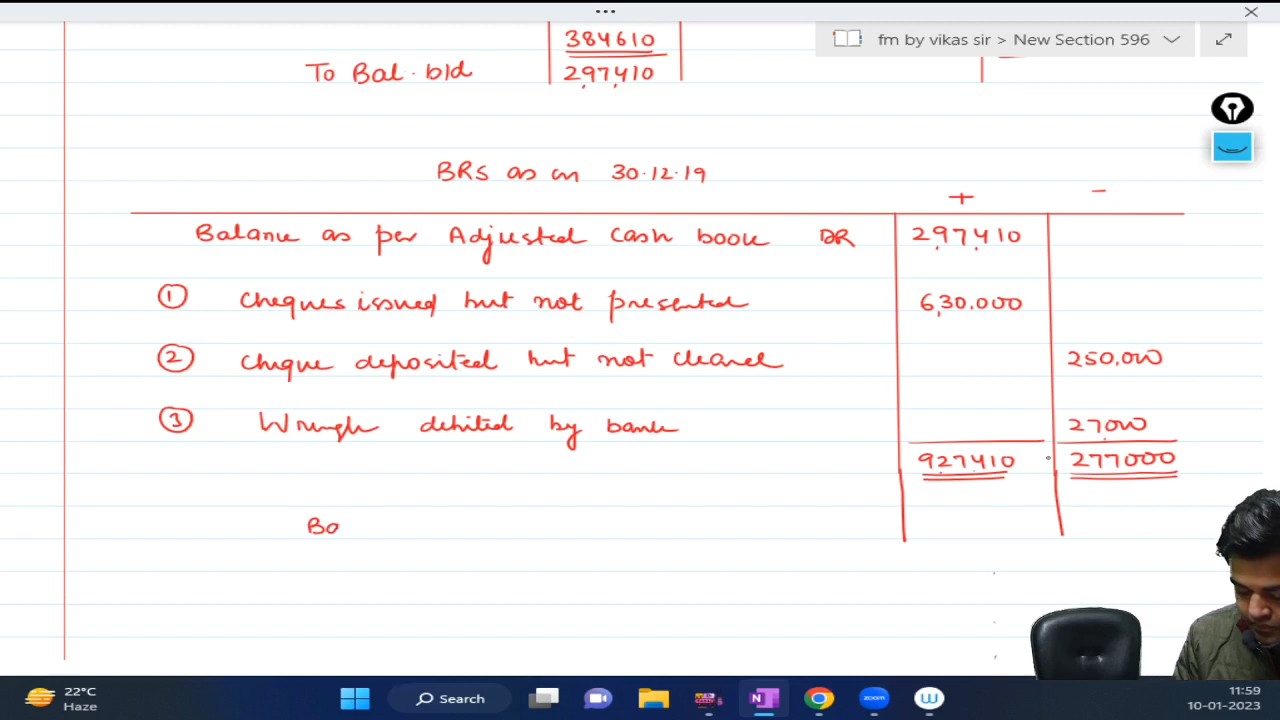 fm by vikas sir > New Section 596
384610
To Bal. b/d 297410
BRS as on 30.12.19
+ -
Balance as per Adjusted Cash book DR 297410
① Cheques issued but not presented 6,30,000
② Cheque deposited but not cleared 250,000
③ Wrongly debited by bank 27000
927410 277000
Bo
22°C
Haze
Search
zoom
11:59
10-01-2023